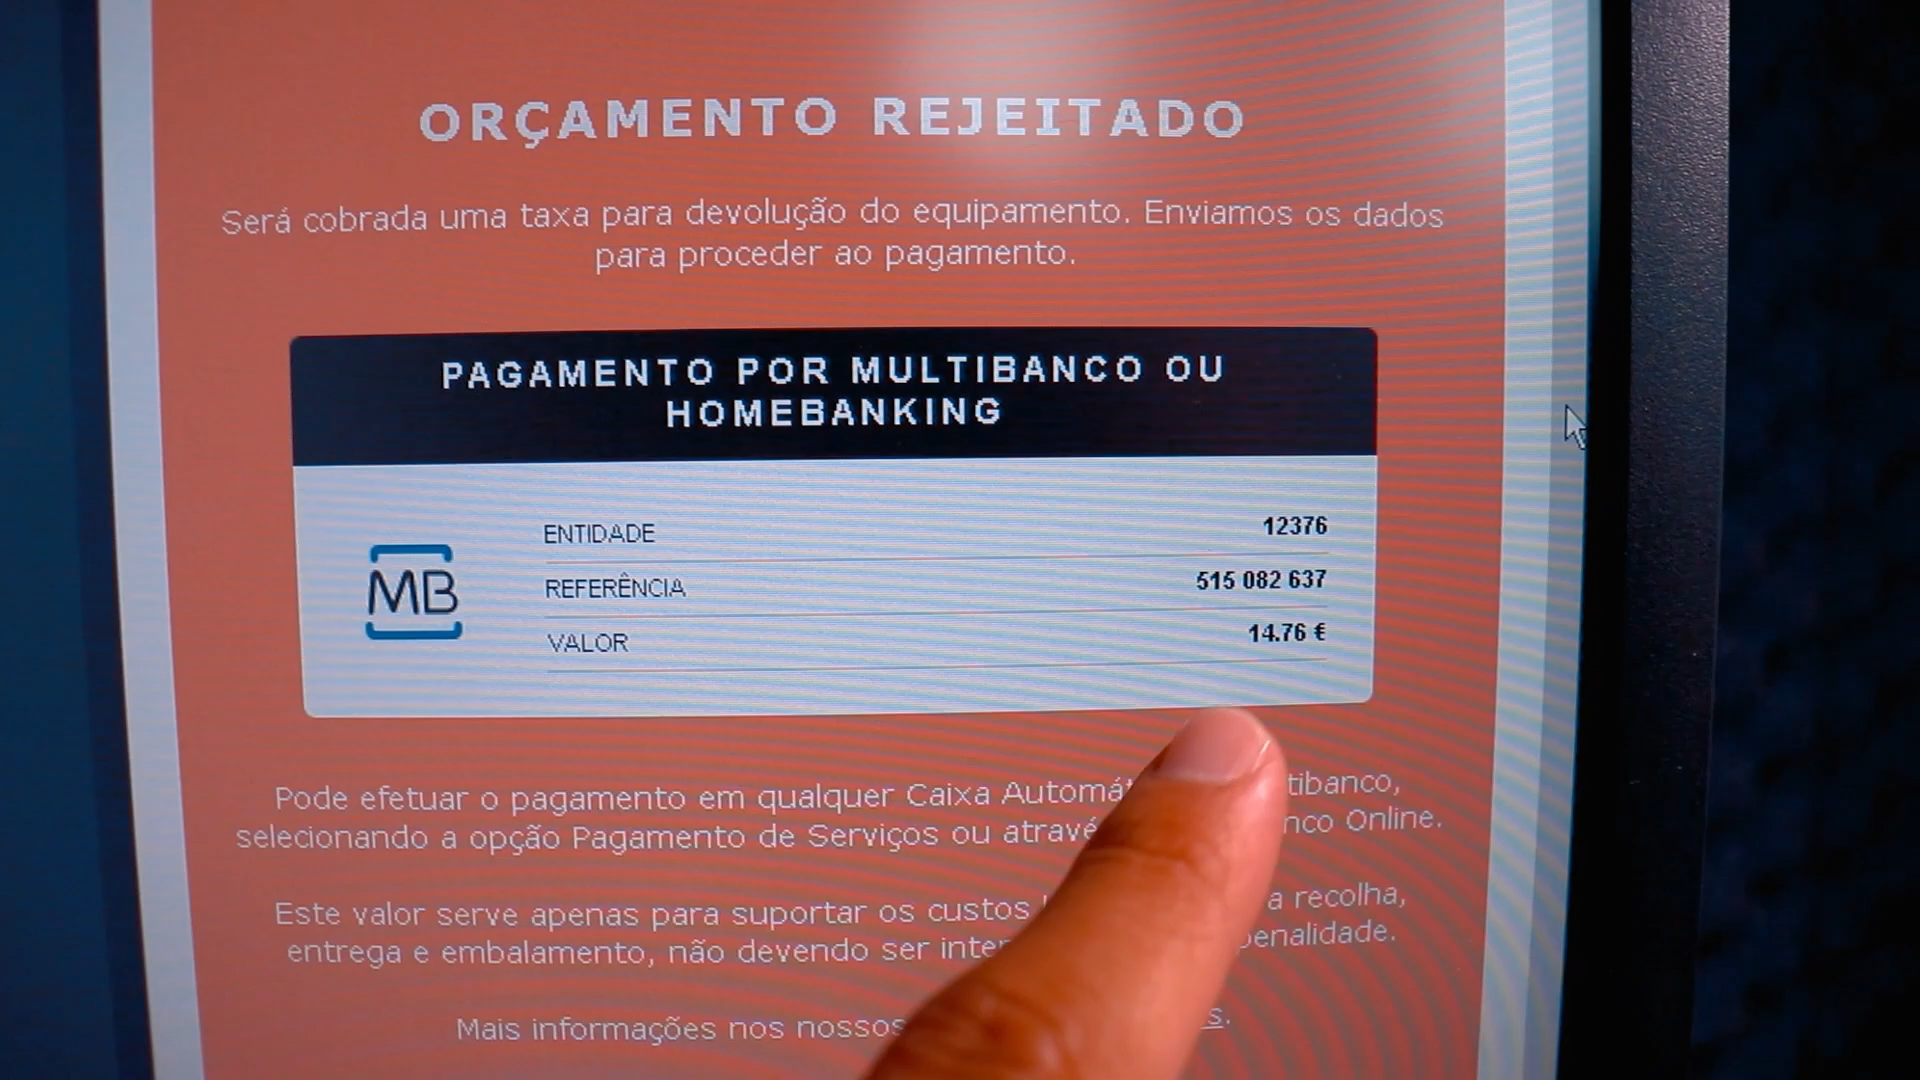 ORÇAMENTO REJEITADO
Será cobrada uma taxa para devolução do equipamento. Enviamos os dados
para proceder ao pagamento.
PAGAMENTO POR MULTIBANCO OU
HOMEBANKING
ENTIDADE 12376
MB
REFERÊNCIA 515 082 637
VALOR 14.76 €
Pode efetuar o pagamento em qualquer Caixa
selecionando a opção Pagamento de Serviços ou Online.
Este valor serve apenas para suportar os custos a recolha,
entrega e embalamento, não devendo ser
Mais informações nos nossos